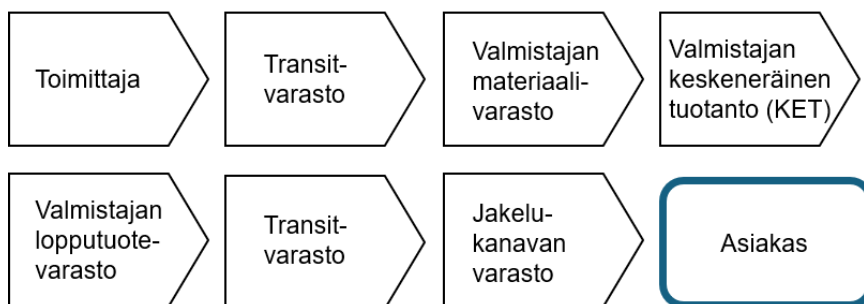 Toimittaja
Transit-
varasto
Valmistajan
materiaali-
varasto
Valmistajan
keskeneräinen
tuotanto (KET)
Valmistajan
lopputuote-
varasto
Transit-
varasto
Jakelu-
kanavan
varasto
Asiakas